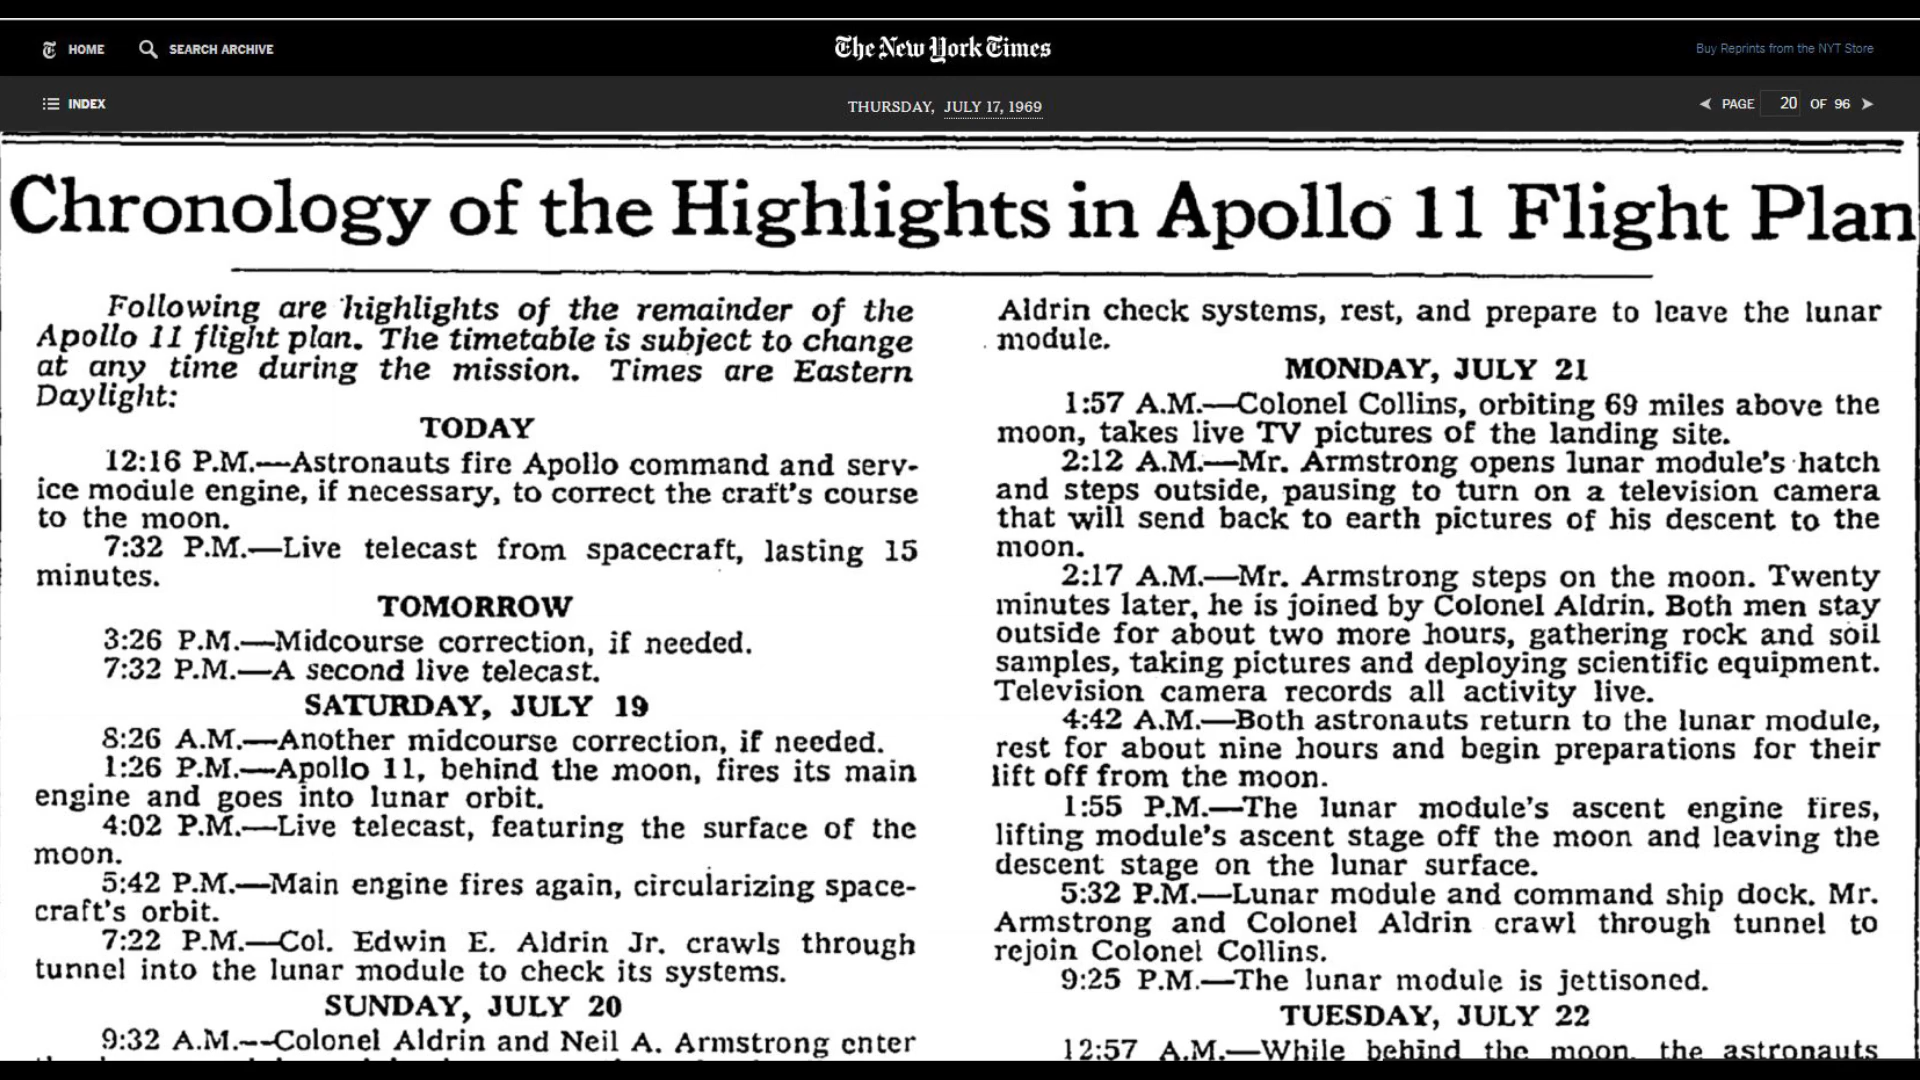 HOME
SEARCH ARCHIVE
The New York Times
Buy Reprints from the NYT Store
INDEX
THURSDAY, JULY 17, 1969
PAGE 20 OF 96
Chronology of the Highlights in Apollo 11 Flight Plan
Following are highlights of the remainder of the
Apollo 11 flight plan. The timetable is subject to change
at any time during the mission. Times are Eastern
Daylight:
TODAY
12:16 P.M.—Astronauts fire Apollo command and serv-
ice module engine, if necessary, to correct the craft's course
to the moon.
7:32 P.M.—Live telecast from spacecraft, lasting 15
minutes.
TOMORROW
3:26 P.M.—Midcourse correction, if needed.
7:32 P.M.—A second live telecast.
SATURDAY, JULY 19
8:26 A.M.—Another midcourse correction, if needed.
1:26 P.M.—Apollo 11, behind the moon, fires its main
engine and goes into lunar orbit.
4:02 P.M.—Live telecast, featuring the surface of the
moon.
5:42 P.M.—Main engine fires again, circularizing space-
craft's orbit.
7:22 P.M.—Col. Edwin E. Aldrin Jr. crawls through
tunnel into the lunar module to check its systems.
SUNDAY, JULY 20
9:32 A.M.--Colonel Aldrin and Neil A. Armstrong enter
Aldrin check systems, rest, and prepare to leave the lunar
module.
MONDAY, JULY 21
1:57 A.M.—Colonel Collins, orbiting 69 miles above the
moon, takes live TV pictures of the landing site.
2:12 A.M.—Mr. Armstrong opens lunar module's hatch
and steps outside, pausing to turn on a television camera
that will send back to earth pictures of his descent to the
moon.
2:17 A.M.—Mr. Armstrong steps on the moon. Twenty
minutes later, he is joined by Colonel Aldrin. Both men stay
outside for about two more hours, gathering rock and soil
samples, taking pictures and deploying scientific equipment.
Television camera records all activity live.
4:42 A.M.—Both astronauts return to the lunar module,
rest for about nine hours and begin preparations for their
lift off from the moon.
1:55 P.M.—The lunar module's ascent engine fires,
lifting module's ascent stage off the moon and leaving the
descent stage on the lunar surface.
5:32 P.M.—Lunar module and command ship dock. Mr.
Armstrong and Colonel Aldrin crawl through tunnel to
rejoin Colonel Collins.
9:25 P.M.—The lunar module is jettisoned.
TUESDAY, JULY 22
12:57 A.M.—While behind the moon, the astronauts